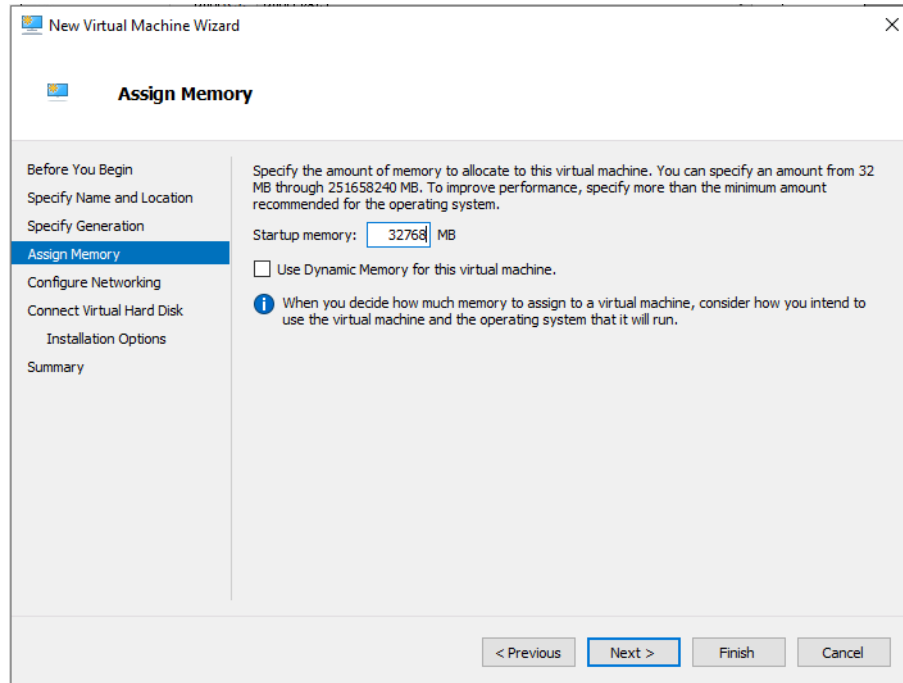 New Virtual Machine Wizard
Assign Memory
Before You Begin
Specify Name and Location
Specify Generation
Assign Memory
Configure Networking
Connect Virtual Hard Disk
Installation Options
Summary
Specify the amount of memory to allocate to this virtual machine. You can specify an amount from 32
MB through 251658240 MB. To improve performance, specify more than the minimum amount
recommended for the operating system.
Startup memory: 32768 MB
Use Dynamic Memory for this virtual machine.
When you decide how much memory to assign to a virtual machine, consider how you intend to
use the virtual machine and the operating system that it will run.
< Previous Next > Finish Cancel